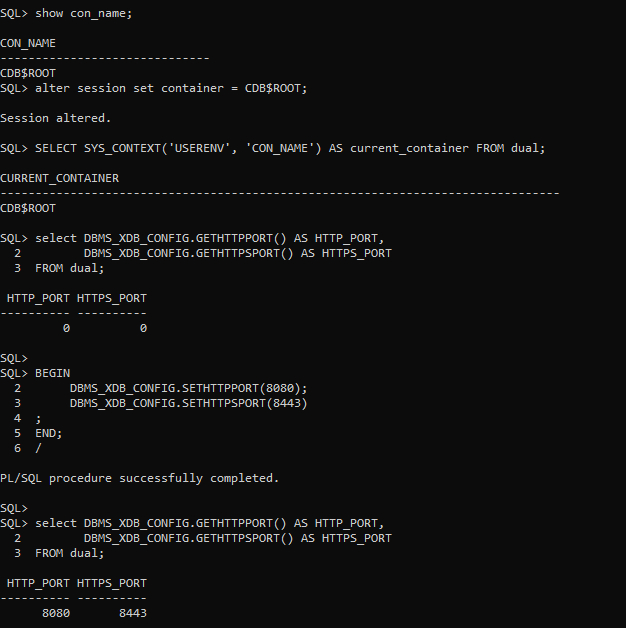 SQL> show con_name;

CON_NAME
------------------------------
CDB$ROOT
SQL> alter session set container = CDB$ROOT;

Session altered.

SQL> SELECT SYS_CONTEXT('USERENV', 'CON_NAME') AS current_container FROM dual;

CURRENT_CONTAINER
--------------------------------------------------------------------------------
CDB$ROOT

SQL> select DBMS_XDB_CONFIG.GETHTTPPORT() AS HTTP_PORT,
  2         DBMS_XDB_CONFIG.GETHTTPSPORT() AS HTTPS_PORT
  3  FROM dual;

 HTTP_PORT HTTPS_PORT
---------- ----------
         0          0

SQL>
SQL> BEGIN
  2       DBMS_XDB_CONFIG.SETHTTPPORT(8080);
  3       DBMS_XDB_CONFIG.SETHTTPSPORT(8443)
  4  ;
  5  END;
  6  /

PL/SQL procedure successfully completed.

SQL>
SQL> select DBMS_XDB_CONFIG.GETHTTPPORT() AS HTTP_PORT,
  2         DBMS_XDB_CONFIG.GETHTTPSPORT() AS HTTPS_PORT
  3  FROM dual;

 HTTP_PORT HTTPS_PORT
---------- ----------
      8080       8443